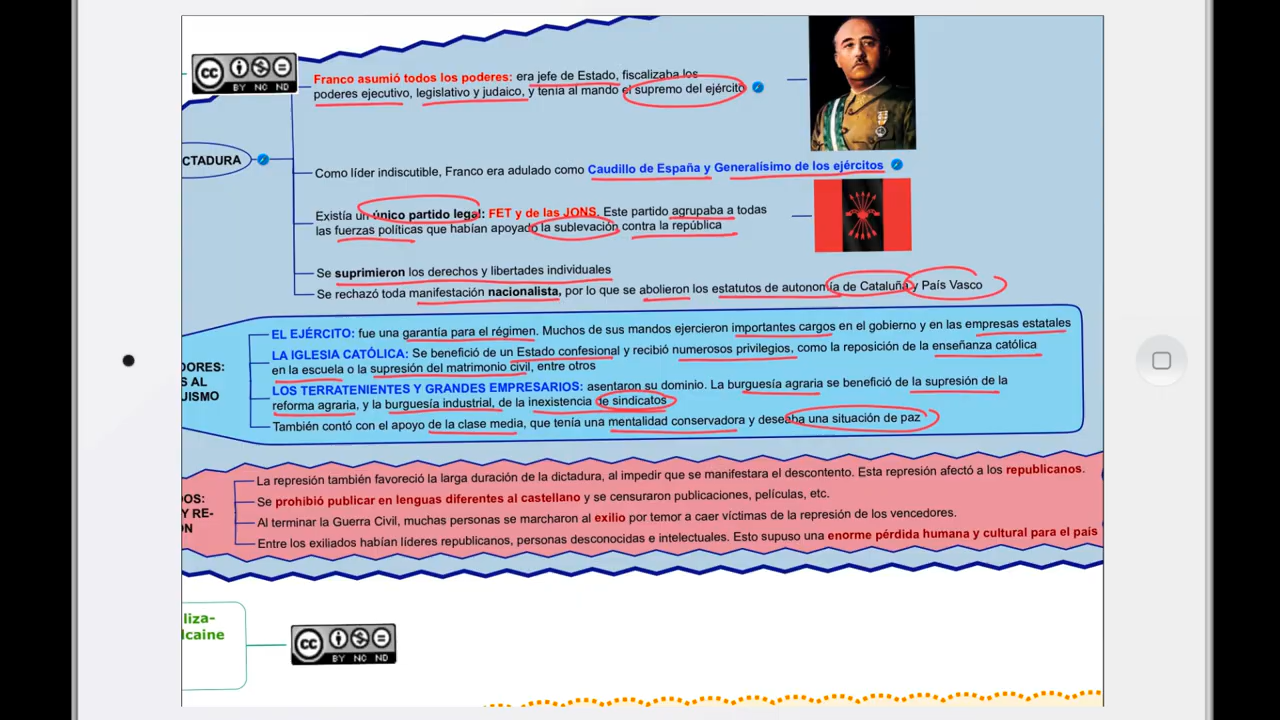 BY NC ND
Franco asumió todos los poderes: era jefe de Estado, fiscalizaba los
poderes ejecutivo, legislativo y judaico, y tenía al mando el supremo del ejército
CTADURA
Como líder indiscutible, Franco era adulado como Caudillo de España y Generalísimo de los ejércitos
Existía un único partido legal: FET y de las JONS. Este partido agrupaba a todas
las fuerzas políticas que habían apoyado la sublevación contra la república
Se suprimieron los derechos y libertades individuales
Se rechazó toda manifestación nacionalista, por lo que se abolieron los estatutos de autonomía de Cataluña y País Vasco
EL EJÉRCITO: fue una garantía para el régimen. Muchos de sus mandos ejercieron importantes cargos en el gobierno y en las empresas estatales
LA IGLESIA CATÓLICA: Se benefició de un Estado confesional y recibió numerosos privilegios, como la reposición de la enseñanza católica
en la escuela o la supresión del matrimonio civil, entre otros
DORES:
S AL
UISMO
LOS TERRATENIENTES Y GRANDES EMPRESARIOS: asentaron su dominio. La burguesía agraria se benefició de la supresión de la
reforma agraria, y la burguesía industrial, de la inexistencia de sindicatos
También contó con el apoyo de la clase media, que tenía una mentalidad conservadora y deseaba una situación de paz
La represión también favoreció la larga duración de la dictadura, al impedir que se manifestara el descontento. Esta represión afectó a los republicanos.
DOS:
Y RE-
ÓN
Se prohibió publicar en lenguas diferentes al castellano y se censuraron publicaciones, películas, etc.
Al terminar la Guerra Civil, muchas personas se marcharon al exilio por temor a caer víctimas de la represión de los vencedores.
Entre los exiliados habían líderes republicanos, personas desconocidas e intelectuales. Esto supuso una enorme pérdida humana y cultural para el país
liza-
lcaine
BY NC ND